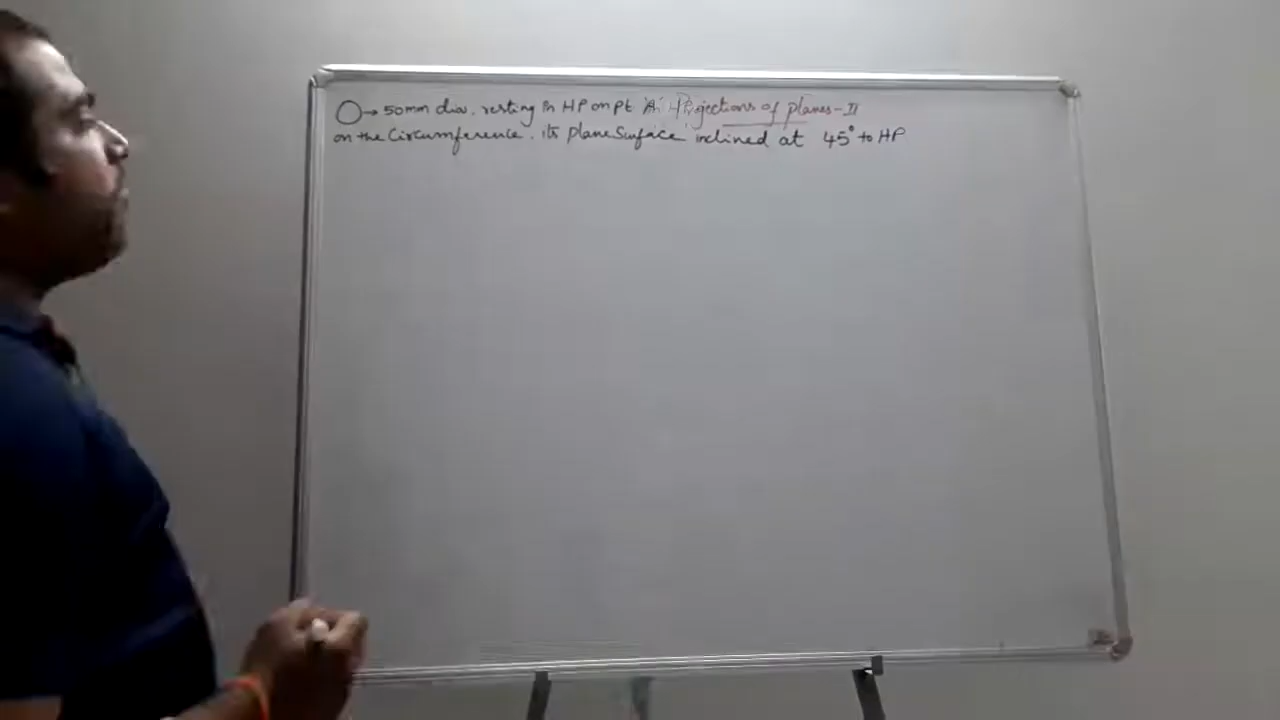 ○→ 50mm dia. resting in HP on pt 'A' Projections of planes-II
on the Circumference. its plane Surface inclined at 45° to HP